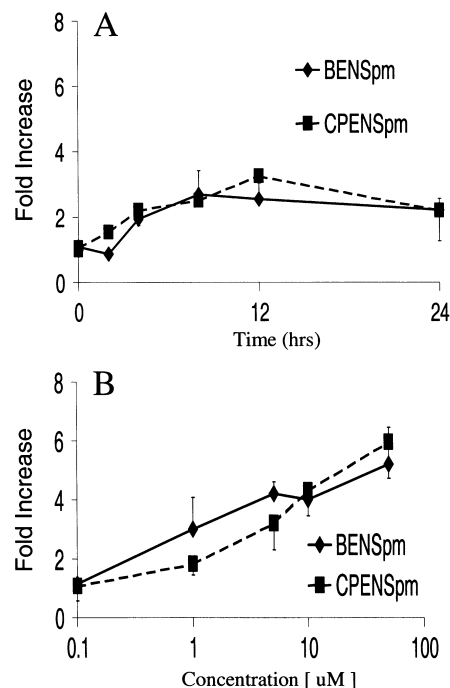 A
8
6
4
2
0
Fold Increase
BENSpm
CPENSpm
0 12 24
Time (hrs)
B
8
6
4
2
0
Fold Increase
BENSpm
CPENSpm
0.1 1 10 100
Concentration [ uM ]